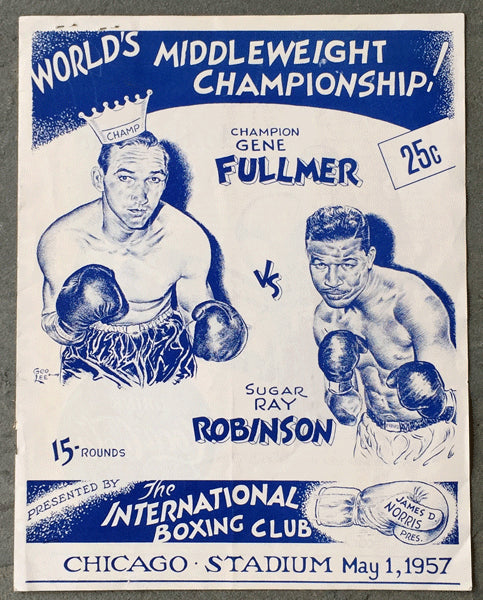 WORLD'S MIDDLEWEIGHT
CHAMPIONSHIP!
CHAMP
CHAMPION
GENE
FULLMER
25¢
VS
GEO
LEE
SUGAR
RAY
ROBINSON
15-ROUNDS
PRESENTED BY The
INTERNATIONAL
BOXING CLUB
JAMES D.
NORRIS
PRES.
CHICAGO · STADIUM May 1, 1957